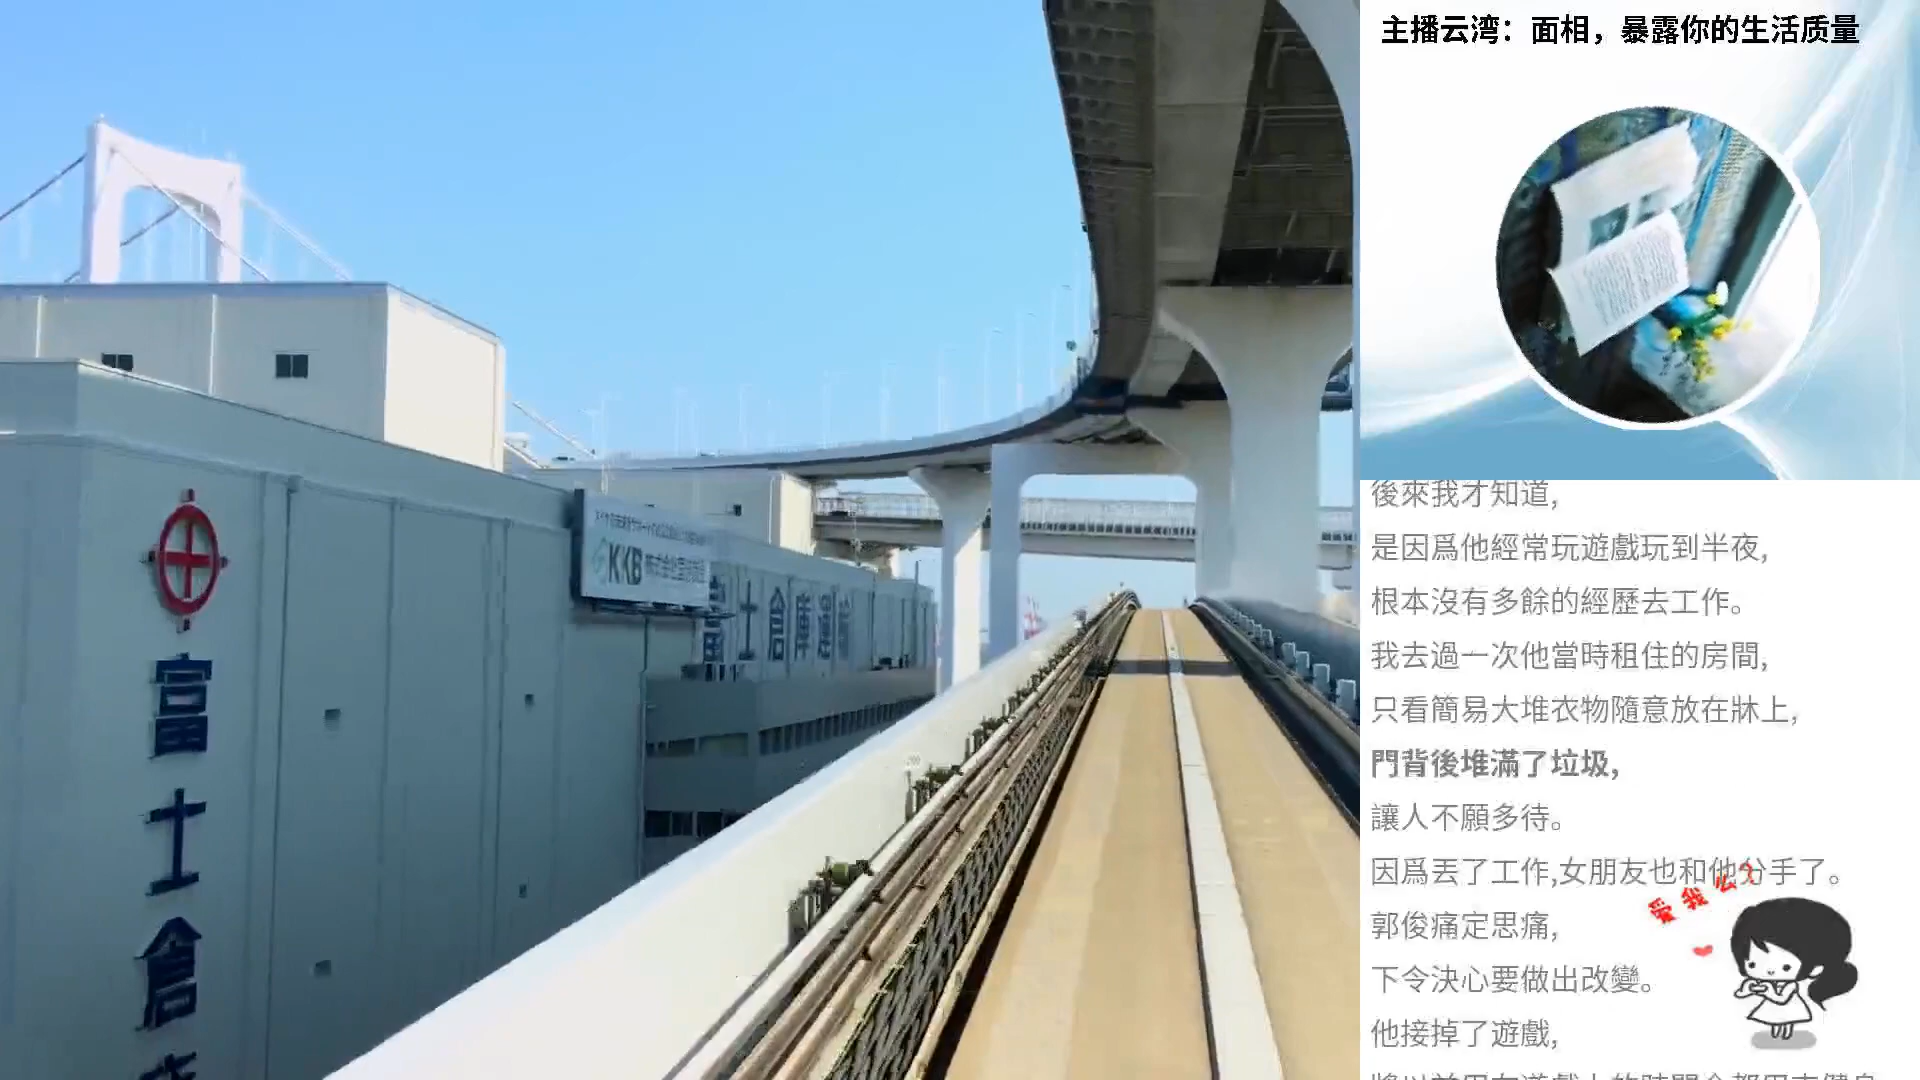 主播云湾：面相，暴露你的生活质量
富士倉
KKB
士倉庫運輸
後來我才知道,
是因爲他經常玩遊戲玩到半夜,
根本沒有多餘的經歷去工作。
我去過一次他當時租住的房間,
只看簡易大堆衣物隨意放在牀上,
門背後堆滿了垃圾,
讓人不願多待。
因爲丟了工作,女朋友也和他分手了。
愛我么?
郭俊痛定思痛,
下令決心要做出改變。
他接掉了遊戲,